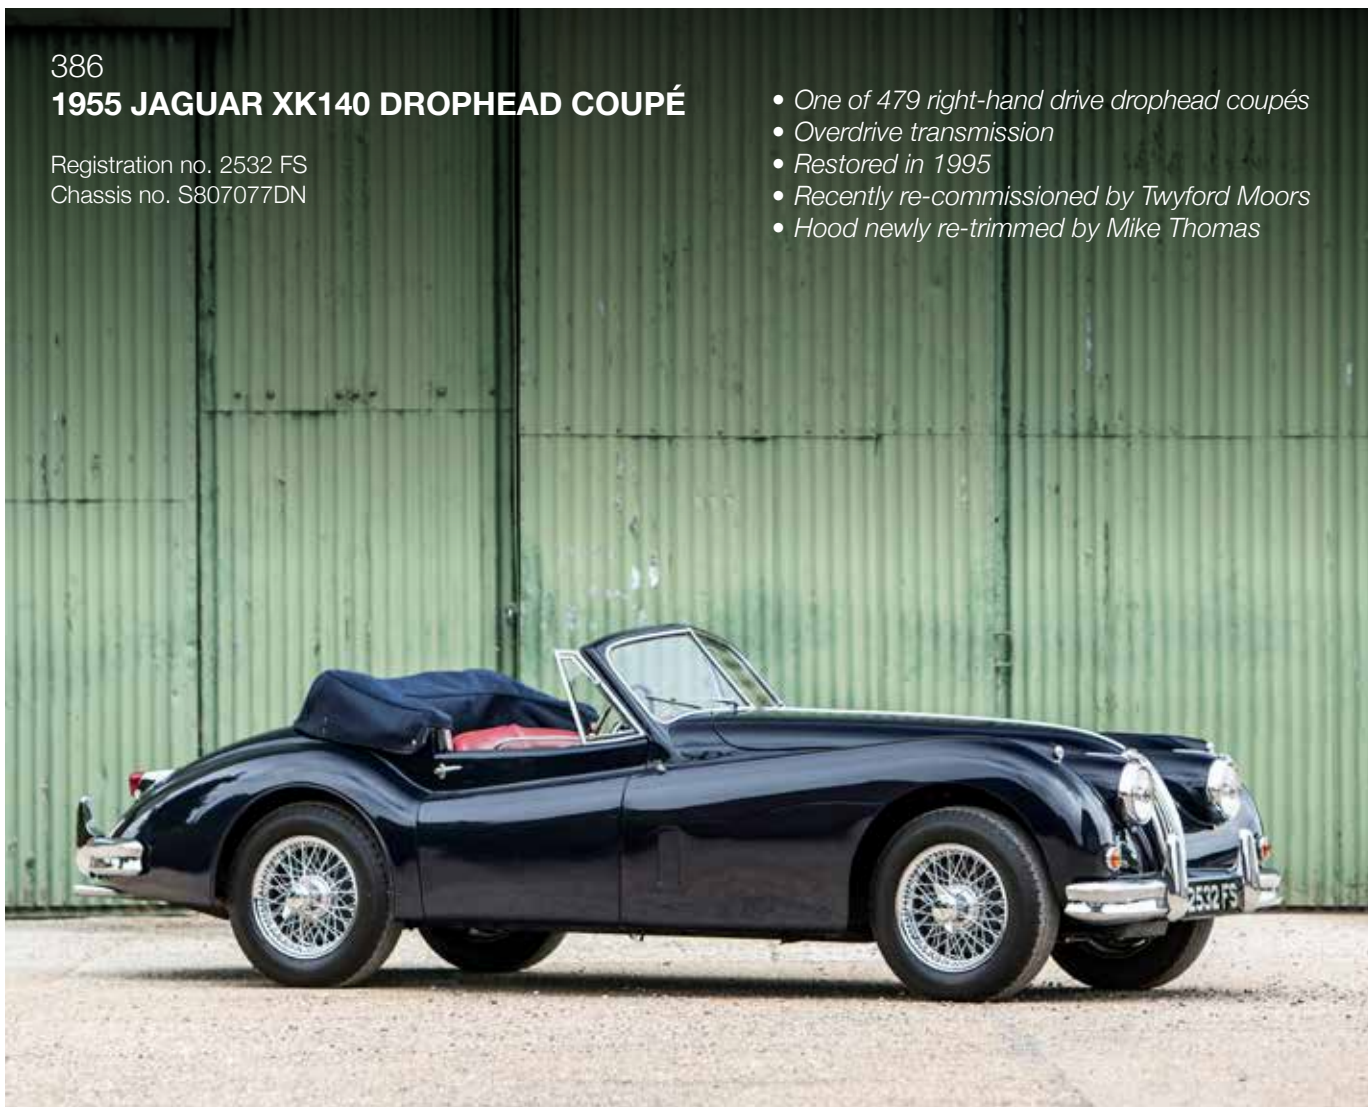 386
1955 JAGUAR XK140 DROPHEAD COUPÉ
Registration no. 2532 FS
Chassis no. S807077DN
• One of 479 right-hand drive drophead coupés
• Overdrive transmission
• Restored in 1995
• Recently re-commissioned by Twyford Moors
• Hood newly re-trimmed by Mike Thomas
2532 FS